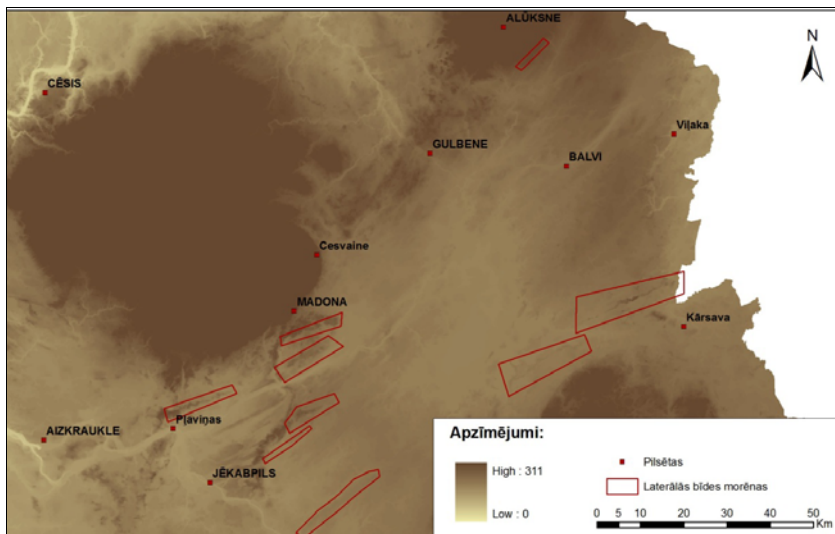 ALŪKSNE
N
CĒSIS
Viļaka
GULBENE
BALVI
Cesvaine
MADONA
Kārsava
Pļaviņas
AIZKRAUKLE
JĒKABPILS
Apzīmējumi:
High : 311
Low : 0
Pilsētas
Laterālās bīdes morēnas
0 5 10 20 30 40 50
Km